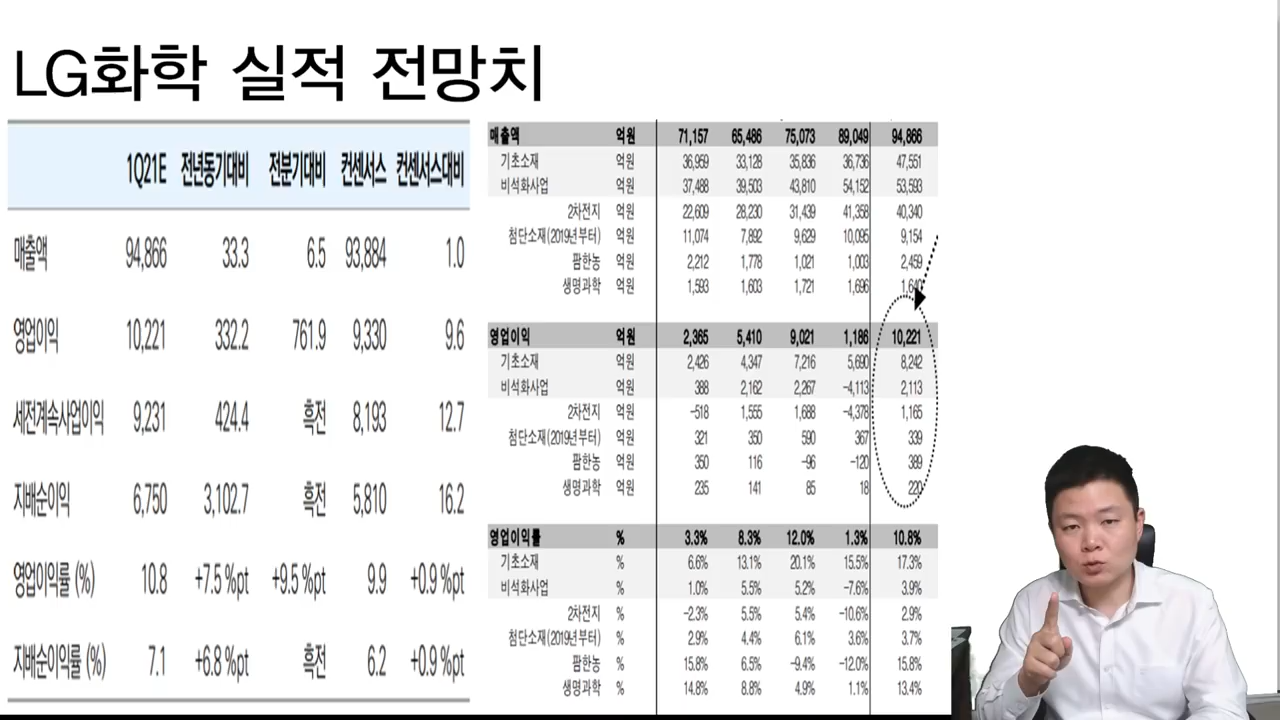 LG화학 실적 전망치
1Q21E 전년동기대비 전분기대비 컨센서스 컨센서스대비
매출액 94,866 33.3 6.5 93,884 1.0
영업이익 10,221 332.2 761.9 9,330 9.6
세전계속사업이익 9,231 424.4 흑전 8,193 12.7
지배순이익 6,750 3,102.7 흑전 5,810 16.2
영업이익률 (%) 10.8 +7.5 %pt +9.5 %pt 9.9 +0.9 %pt
지배순이익률 (%) 7.1 +6.8 %pt 흑전 6.2 +0.9 %pt
매출액 억원 71,157 65,486 75,073 89,049 94,866
기초소재 억원 36,959 33,128 35,836 36,736 47,551
비석화사업 억원 37,488 39,503 43,810 54,152 53,593
2차전지 억원 22,609 28,230 31,439 41,358 40,340
첨단소재(2019년부터) 억원 11,074 7,892 9,629 10,095 9,154
팜한농 억원 2,212 1,778 1,021 1,003 2,459
생명과학 억원 1,593 1,603 1,721 1,696 1,640
영업이익 억원 2,365 5,410 9,021 1,186 10,221
기초소재 억원 2,426 4,347 7,216 5,690 8,242
비석화사업 억원 388 2,162 2,267 -4,113 2,113
2차전지 억원 -518 1,555 1,688 -4,378 1,165
첨단소재(2019년부터) 억원 321 350 590 367 339
팜한농 억원 350 116 -96 -120 389
생명과학 억원 235 141 85 18 220
영업이익률 % 3.3% 8.3% 12.0% 1.3% 10.8%
기초소재 % 6.6% 13.1% 20.1% 15.5% 17.3%
비석화사업 % 1.0% 5.5% 5.2% -7.6% 3.9%
2차전지 % -2.3% 5.5% 5.4% -10.6% 2.9%
첨단소재(2019년부터) % 2.9% 4.4% 6.1% 3.6% 3.7%
팜한농 % 15.8% 6.5% -9.4% -12.0% 15.8%
생명과학 % 14.8% 8.8% 4.9% 1.1% 13.4%